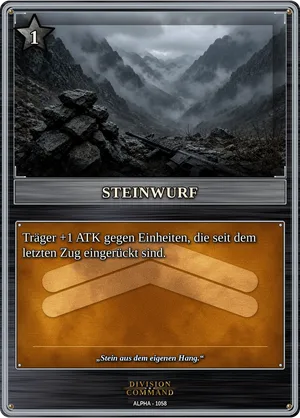 1
STEINWURF
Träger +1 ATK gegen Einheiten, die seit dem
letzten Zug eingerückt sind.
„Stein aus dem eigenen Hang.“
DIVISION
COMMAND
ALPHA - 1058